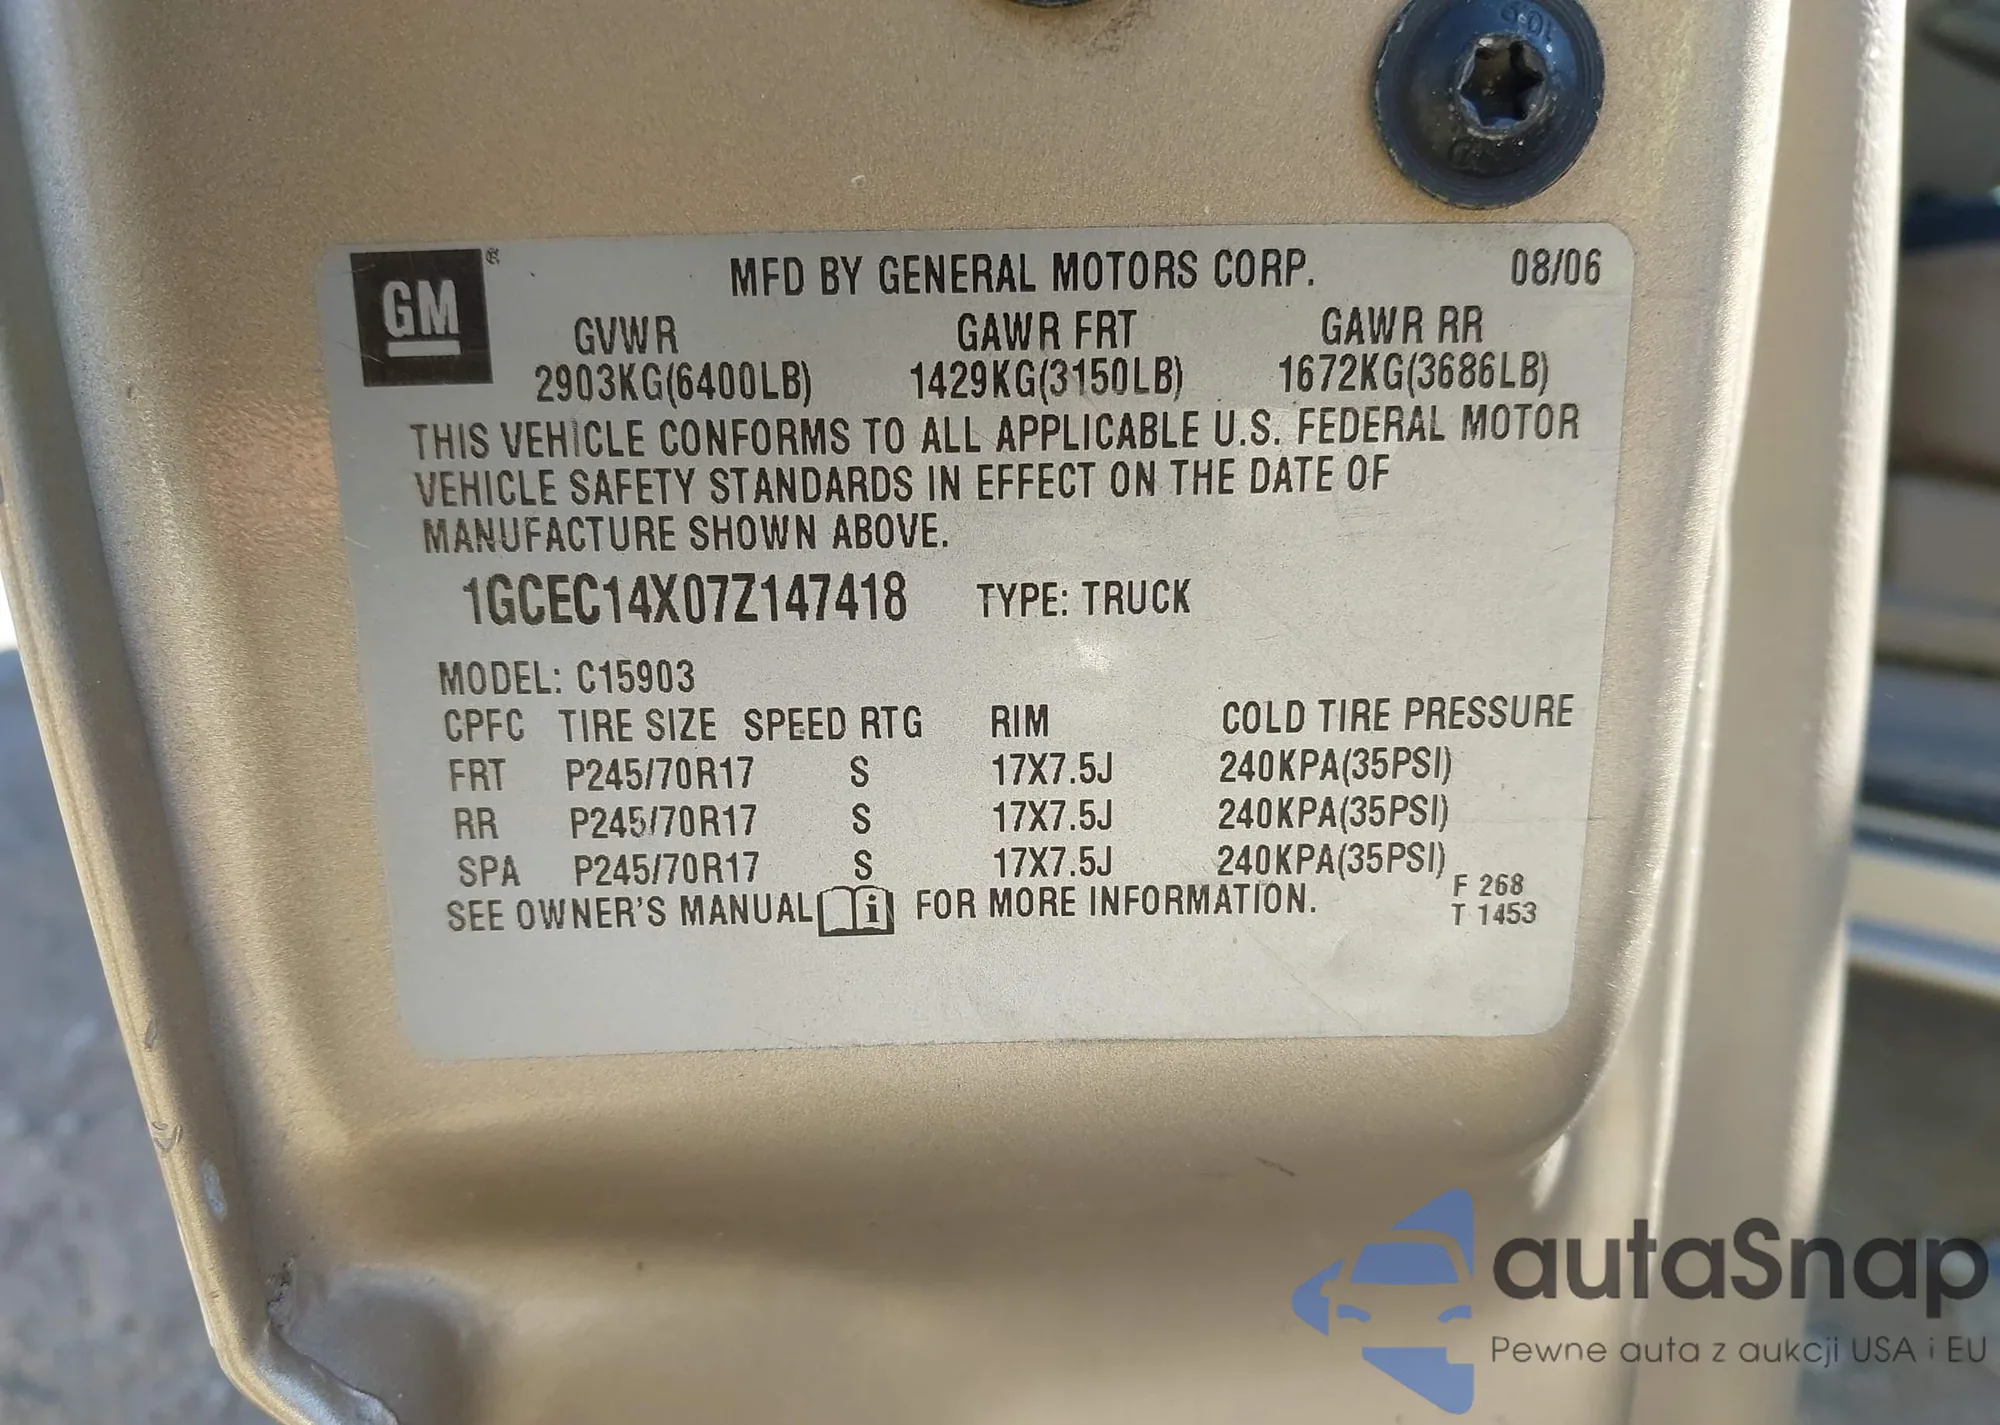 GM®
MFD BY GENERAL MOTORS CORP. 08/06
GVWR GAWR FRT GAWR RR
2903KG(6400LB) 1429KG(3150LB) 1672KG(3686LB)
THIS VEHICLE CONFORMS TO ALL APPLICABLE U.S. FEDERAL MOTOR
VEHICLE SAFETY STANDARDS IN EFFECT ON THE DATE OF
MANUFACTURE SHOWN ABOVE.
1GCEC14X07Z147418 TYPE: TRUCK
MODEL: C15903
CPFC TIRE SIZE SPEED RTG RIM COLD TIRE PRESSURE
FRT P245/70R17 S 17X7.5J 240KPA(35PSI)
RR P245/70R17 S 17X7.5J 240KPA(35PSI)
SPA P245/70R17 S 17X7.5J 240KPA(35PSI)
SEE OWNER'S MANUAL FOR MORE INFORMATION.
F 268
T 1453
autaSnap
Pewne auta z aukcji USA i EU